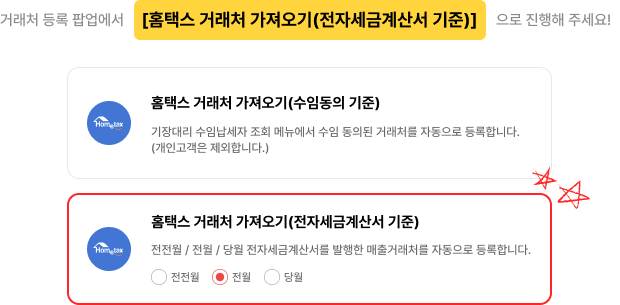 거래처 등록 팝업에서 [홈택스 거래처 가져오기(전자세금계산서 기준)] 으로 진행해 주세요!
홈택스 거래처 가져오기(수임동의 기준)
Hometax
기장대리 수임납세자 조회 메뉴에서 수임 동의된 거래처를 자동으로 등록합니다.
(개인고객은 제외합니다.)
홈택스 거래처 가져오기(전자세금계산서 기준)
Hometax
전전월 / 전월 / 당월 전자세금계산서를 발행한 매출거래처를 자동으로 등록합니다.
전전월 전월 당월